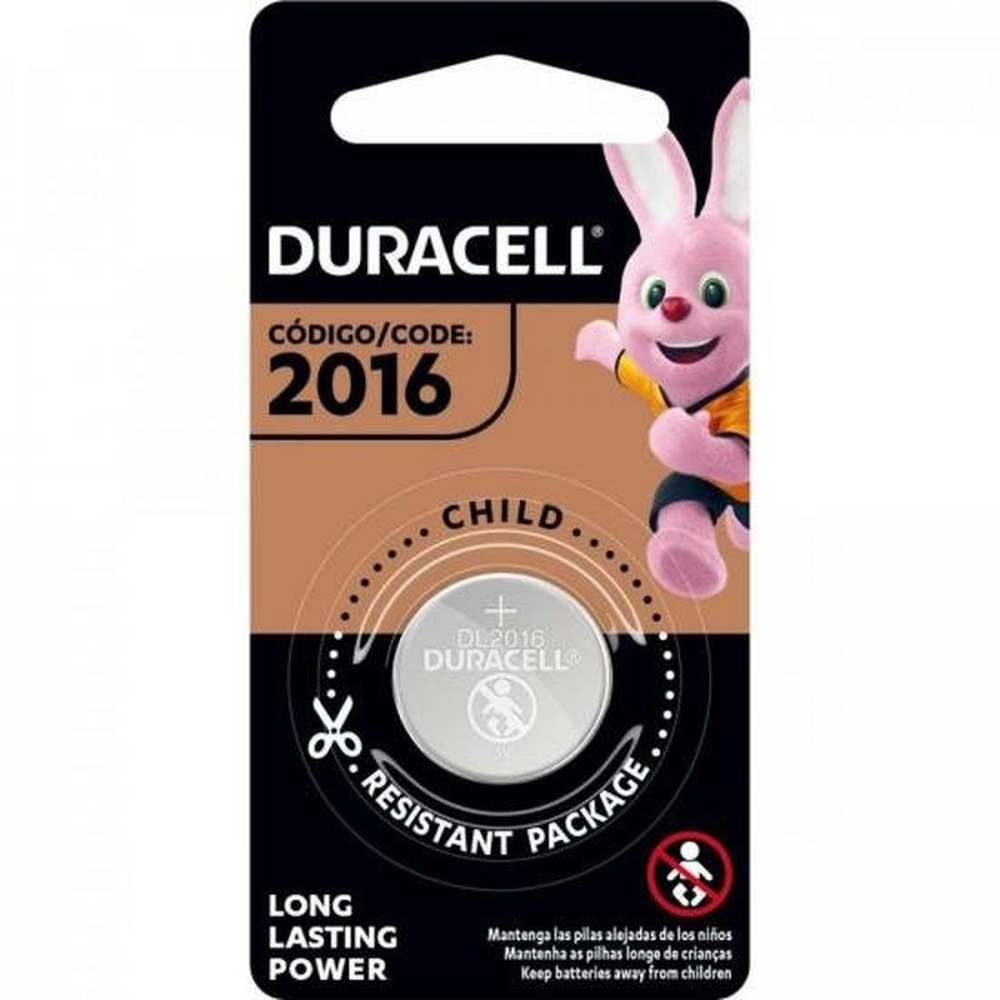 DURACELL®
CÓDIGO/CODE:
2016
CHILD
+
DL2016
DURACELL®
3V
RESISTANT PACKAGE
LONG
LASTING
POWER
Mantenga las pilas alejadas de los niños
Mantenha as pilhas longe de crianças
Keep batteries away from children